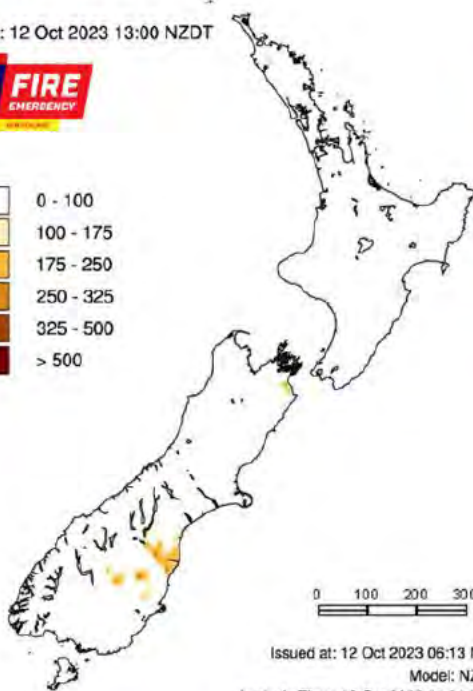 : 12 Oct 2023 13:00 NZDT
FIRE
EMERGENCY
0 - 100
100 - 175
175 - 250
250 - 325
325 - 500
> 500
0 100 200 300
Issued at: 12 Oct 2023 06:13 N
Model: NZ